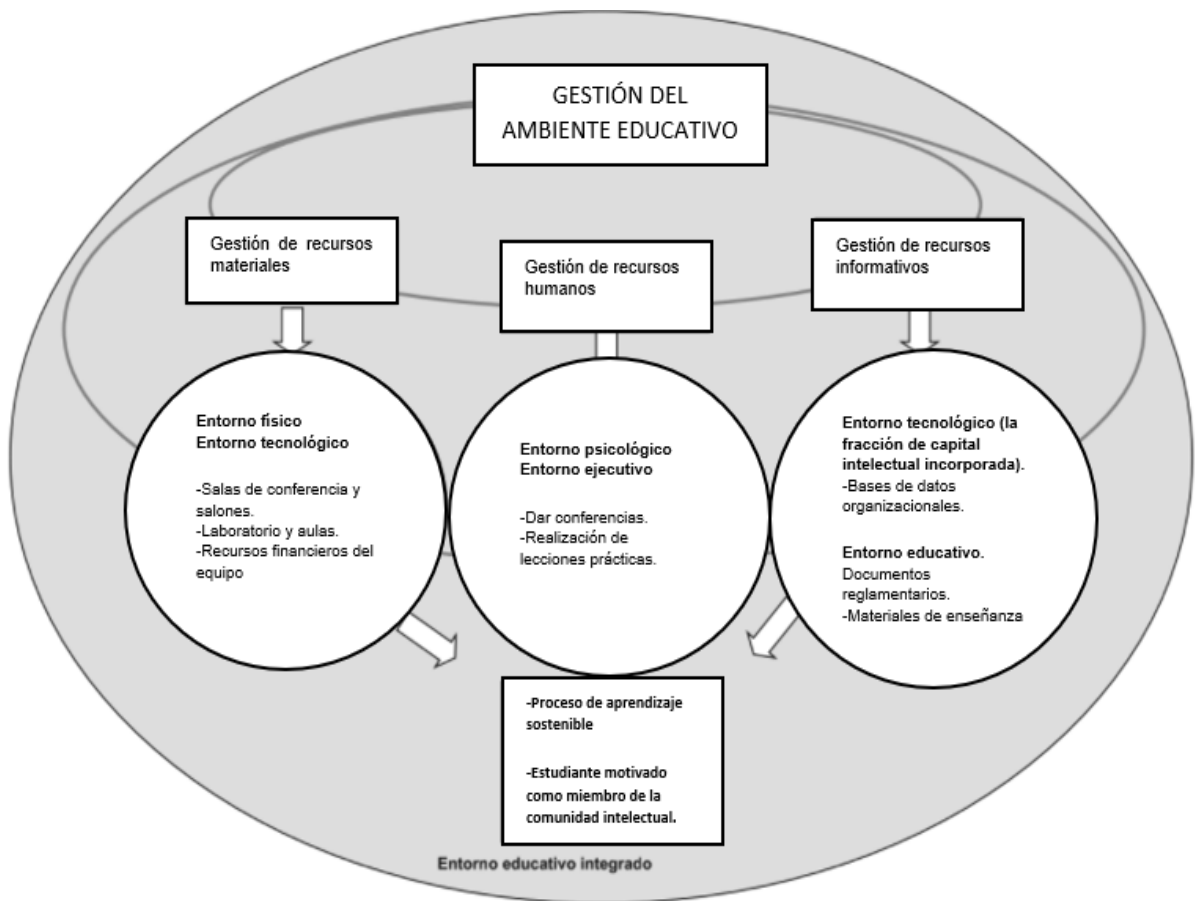 GESTIÓN DEL
AMBIENTE EDUCATIVO
Gestión de recursos
materiales
Gestión de recursos
humanos
Gestión de recursos
informativos
Entorno físico
Entorno tecnológico
-Salas de conferencia y
salones.
-Laboratorio y aulas.
-Recursos financieros del
equipo
Entorno psicológico
Entorno ejecutivo
-Dar conferencias.
-Realización de
lecciones prácticas.
Entorno tecnológico (la
fracción de capital
intelectual incorporada).
-Bases de datos
organizacionales.
Entorno educativo.
Documentos
reglamentarios.
-Materiales de enseñanza
-Proceso de aprendizaje
sostenible
-Estudiante motivado
como miembro de la
comunidad intelectual.
Entorno educativo integrado